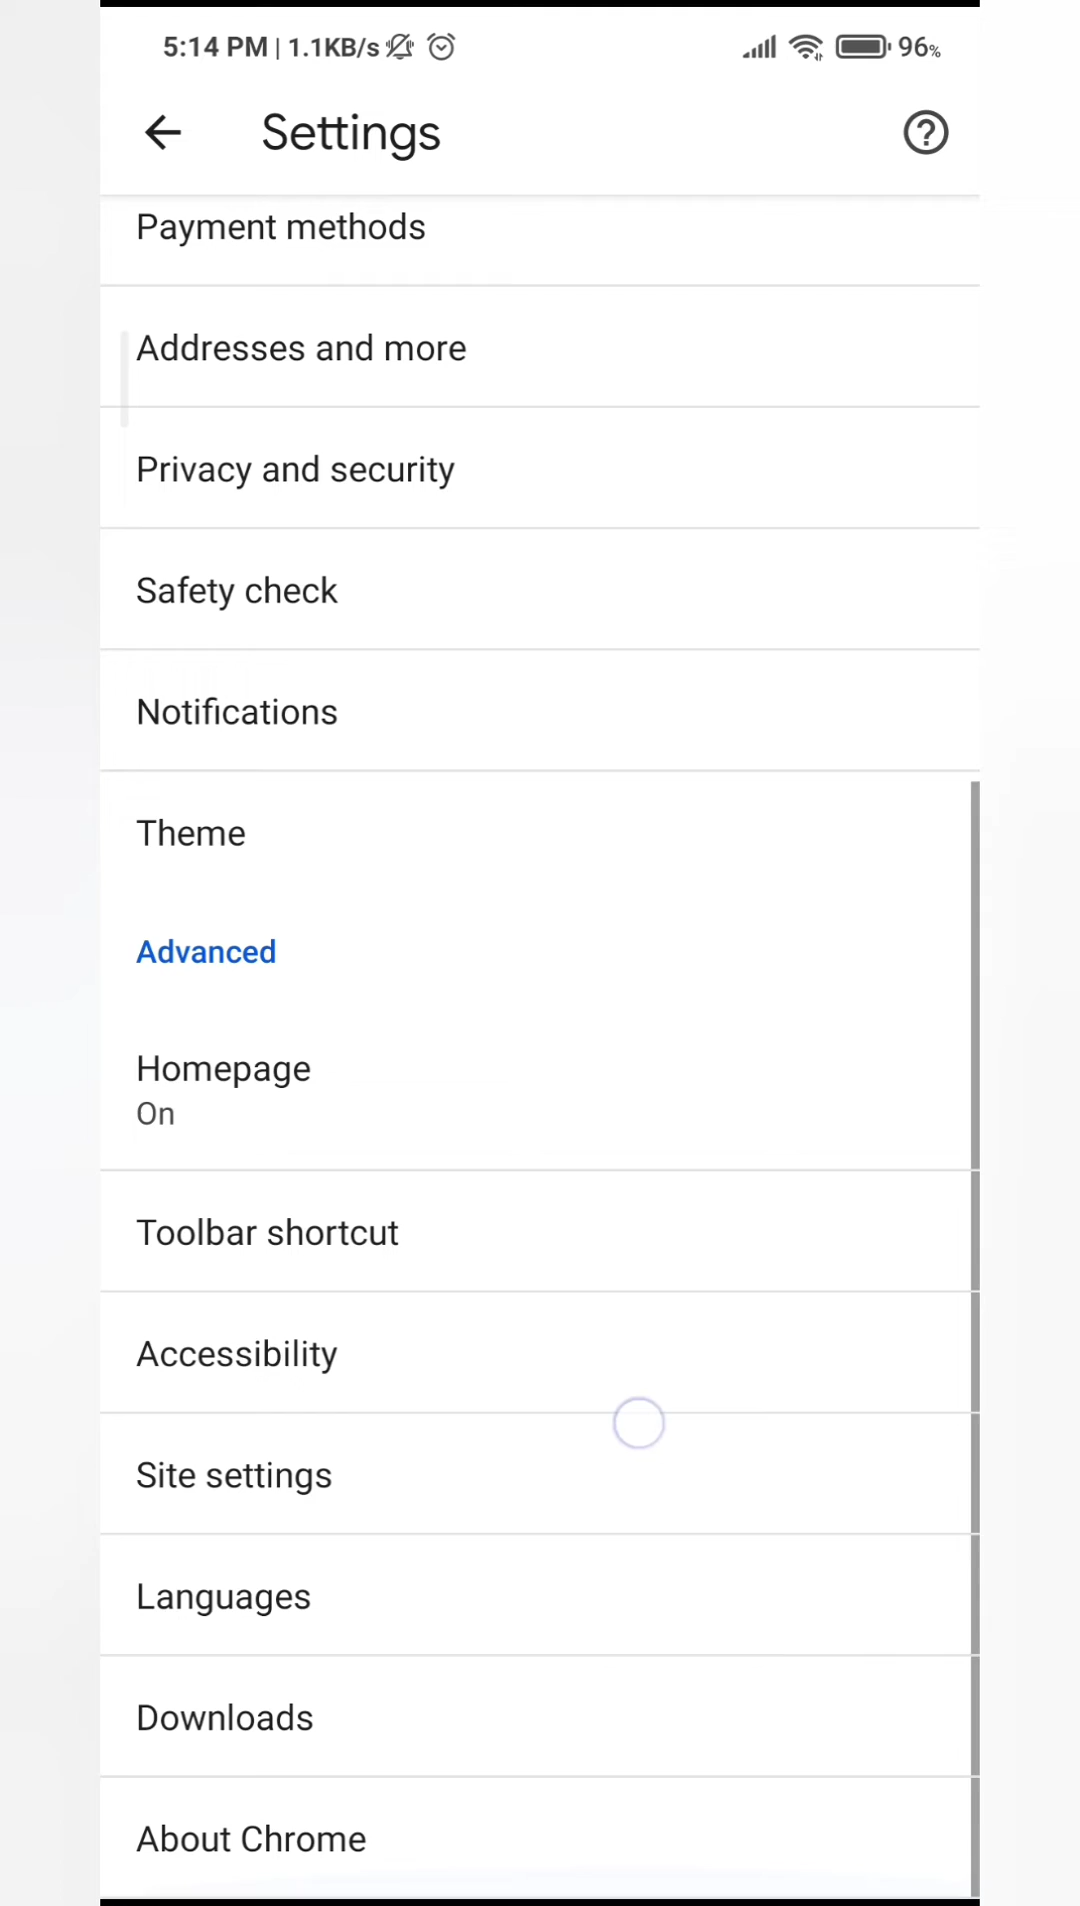 5:14 PM | 1.1KB/s 96%
Settings
Payment methods
Addresses and more
Privacy and security
Safety check
Notifications
Theme
Advanced
Homepage
On
Toolbar shortcut
Accessibility
Site settings
Languages
Downloads
About Chrome